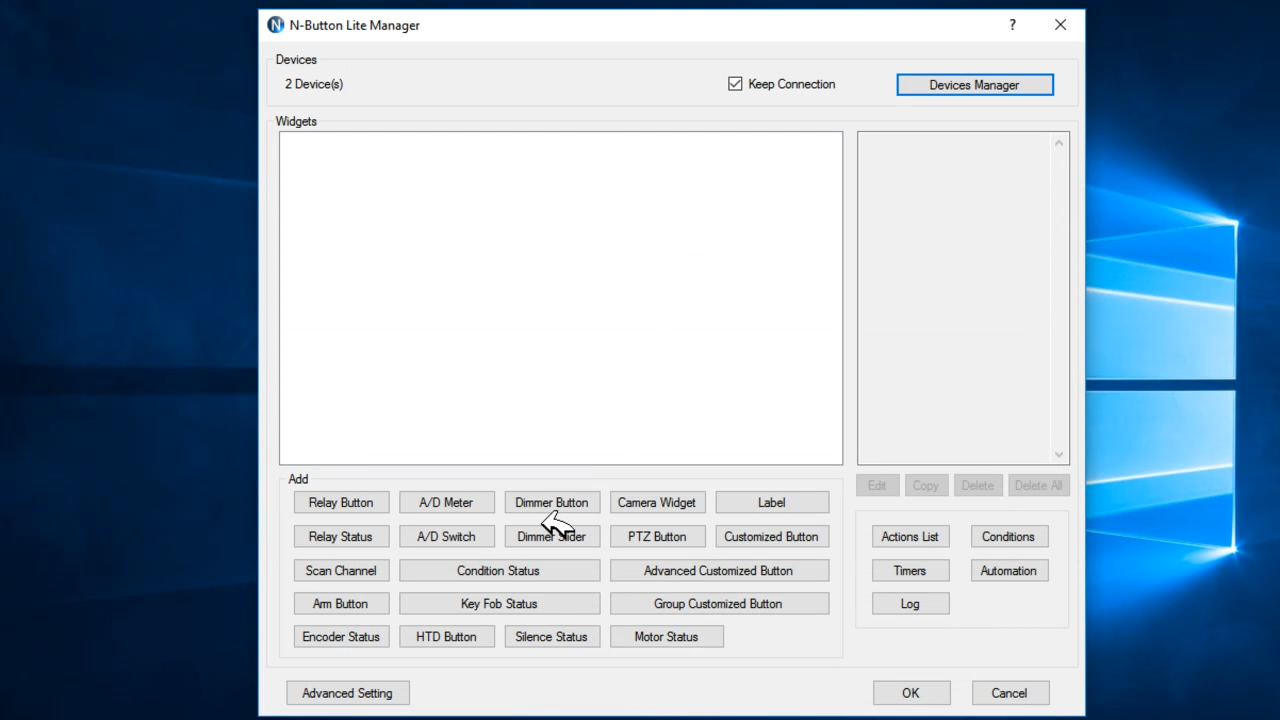 N-Button Lite Manager
?
Devices
2 Device(s)
Keep Connection
Devices Manager
Widgets
Edit
Copy
Delete
Delete All
Add
Relay Button
A/D Meter
Dimmer Button
Camera Widget
Label
Relay Status
A/D Switch
Dimmer Slider
PTZ Button
Customized Button
Scan Channel
Condition Status
Advanced Customized Button
Arm Button
Key Fob Status
Group Customized Button
Encoder Status
HTD Button
Silence Status
Motor Status
Actions List
Conditions
Timers
Automation
Log
Advanced Setting
OK
Cancel